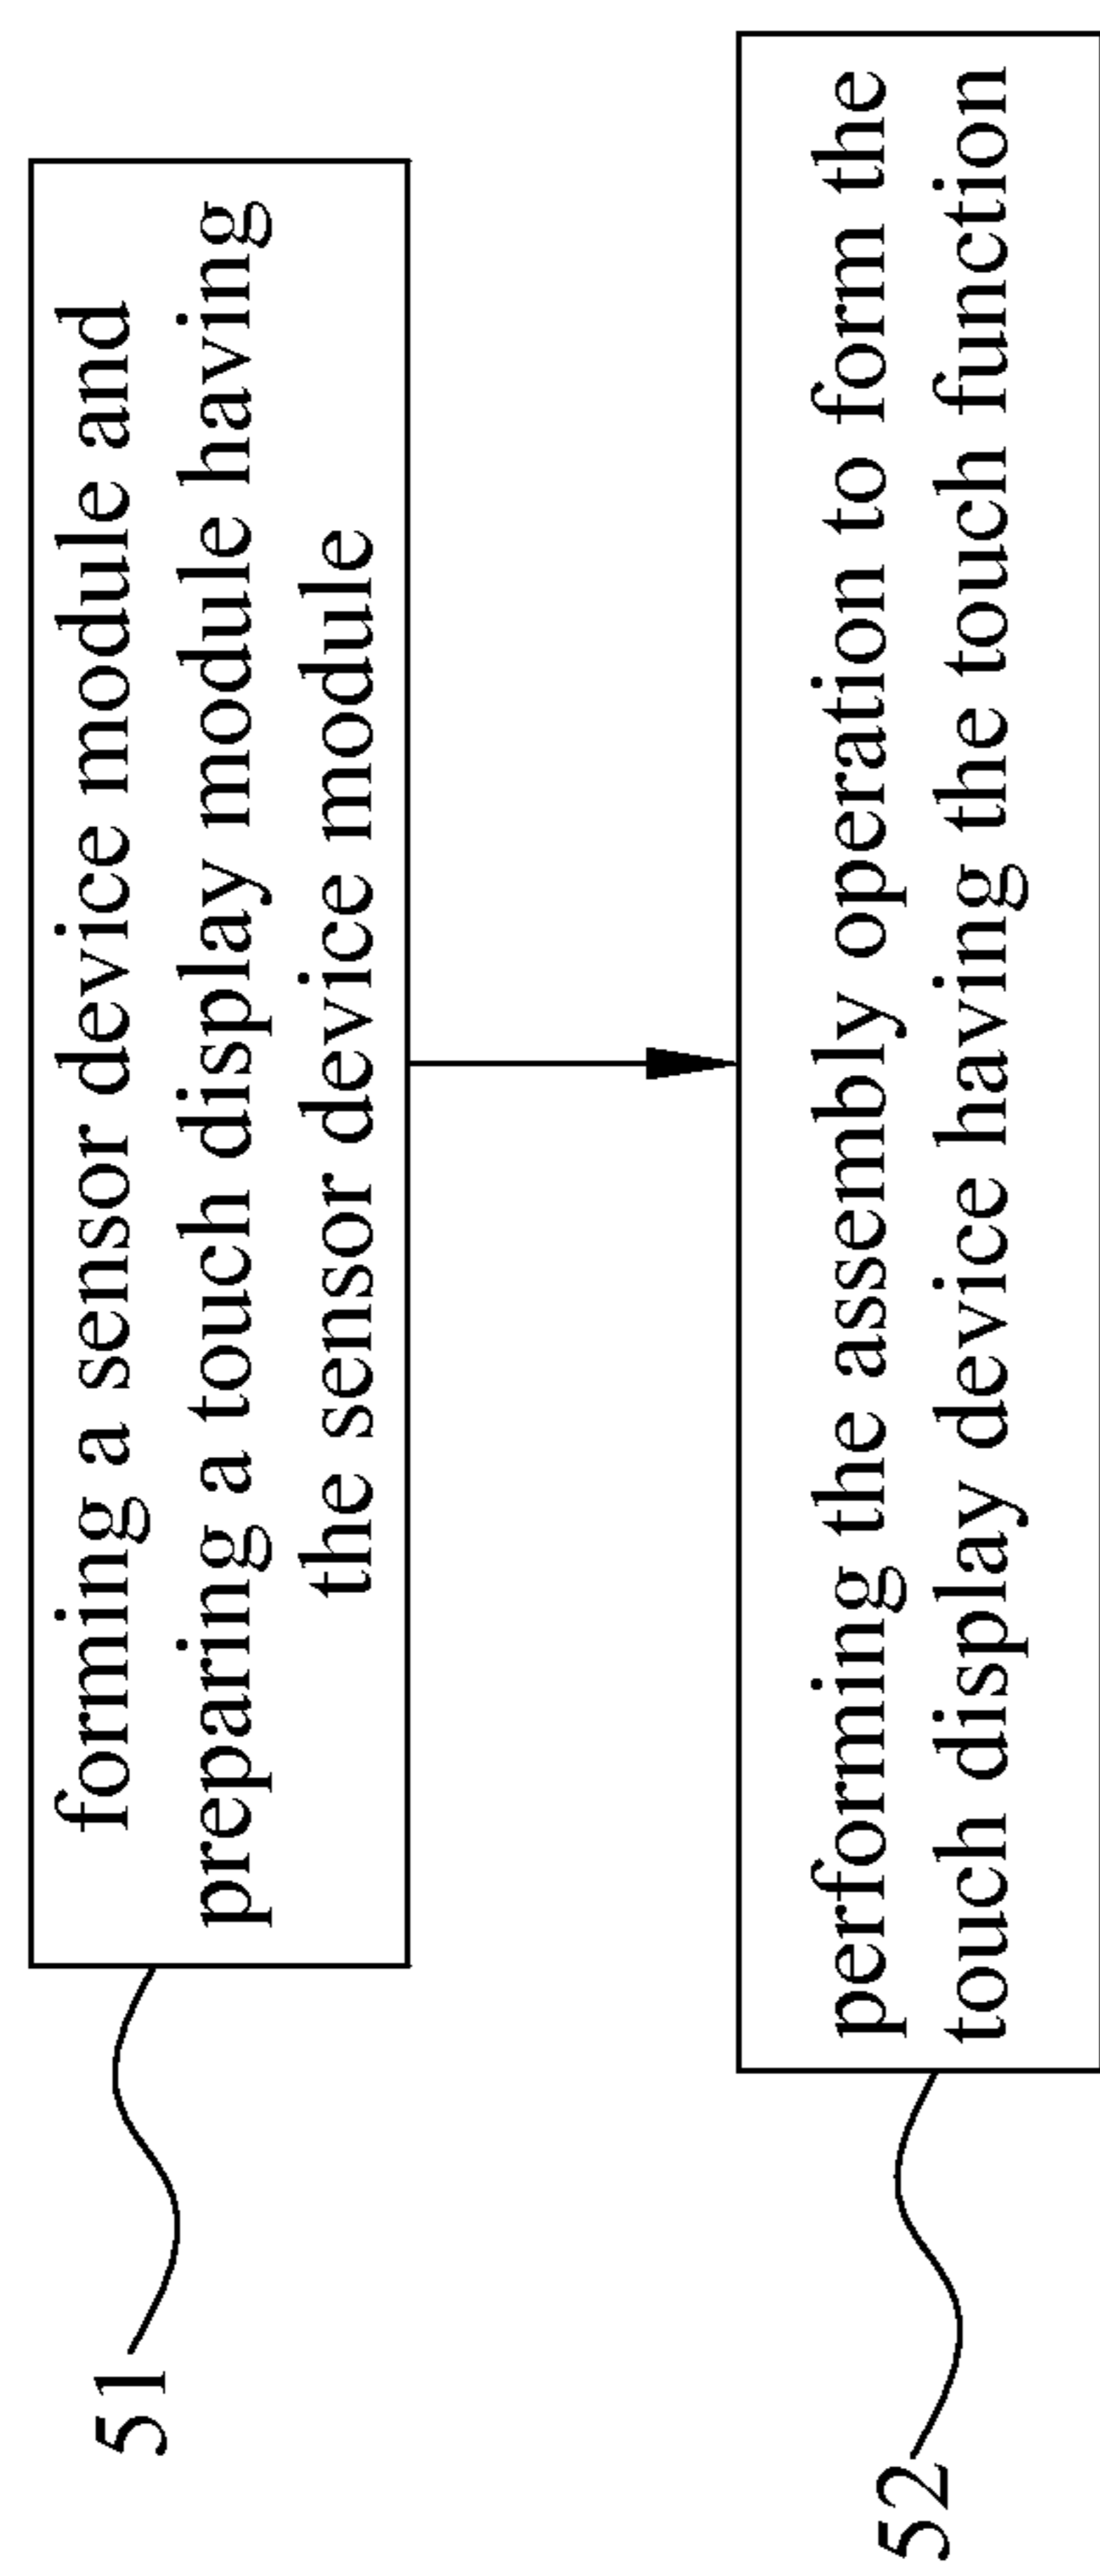 forming a sensor device module and
preparing a touch display module having
the sensor device module
51
performing the assembly operation to form the
touch display device having the touch function
52